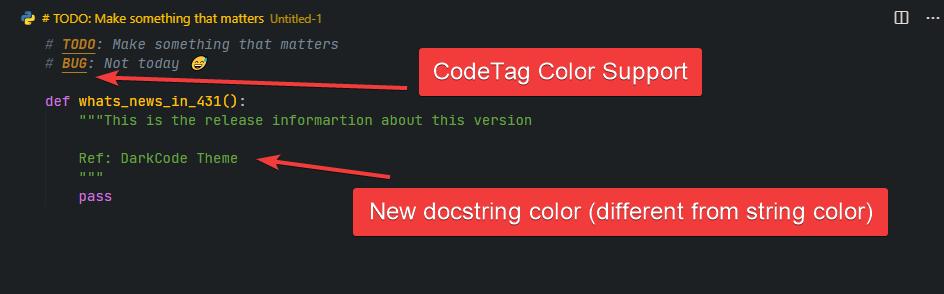 # TODO: Make something that matters Untitled-1
# TODO: Make something that matters
# BUG: Not today 😅
CodeTag Color Support
def whats_news_in_431():
"""This is the release informartion about this version
Ref: DarkCode Theme
"""
pass
New docstring color (different from string color)